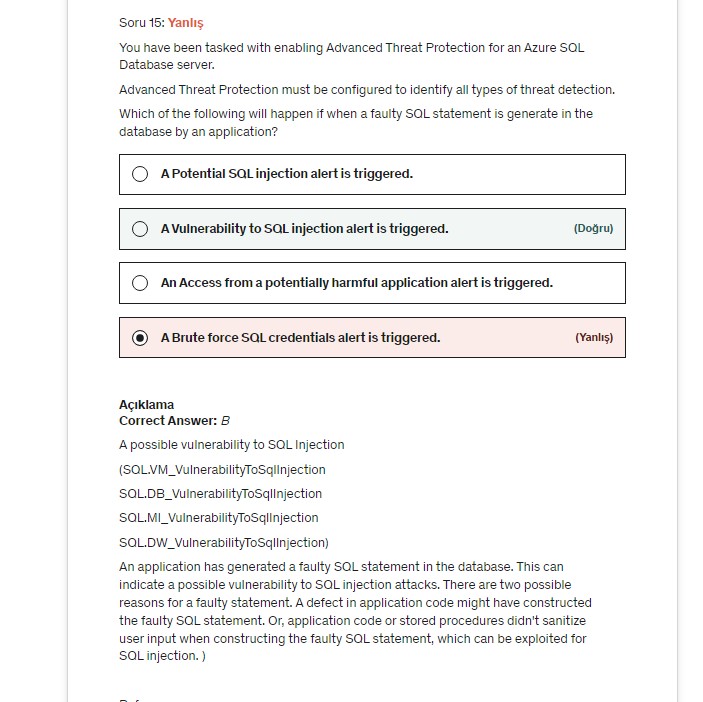 Soru 15: Yanlış
You have been tasked with enabling Advanced Threat Protection for an Azure SQL
Database server.
Advanced Threat Protection must be configured to identify all types of threat detection.
Which of the following will happen if when a faulty SQL statement is generate in the
database by an application?
A Potential SQL injection alert is triggered.
A Vulnerability to SQL injection alert is triggered. (Doğru)
An Access from a potentially harmful application alert is triggered.
A Brute force SQL credentials alert is triggered. (Yanlış)
Açıklama
Correct Answer: B
A possible vulnerability to SQL Injection
(SQL.VM_VulnerabilityToSqlInjection
SQL.DB_VulnerabilityToSqlInjection
SQL.MI_VulnerabilityToSqlInjection
SQL.DW_VulnerabilityToSqlInjection)
An application has generated a faulty SQL statement in the database. This can
indicate a possible vulnerability to SQL injection attacks. There are two possible
reasons for a faulty statement. A defect in application code might have constructed
the faulty SQL statement. Or, application code or stored procedures didn't sanitize
user input when constructing the faulty SQL statement, which can be exploited for
SQL injection. )